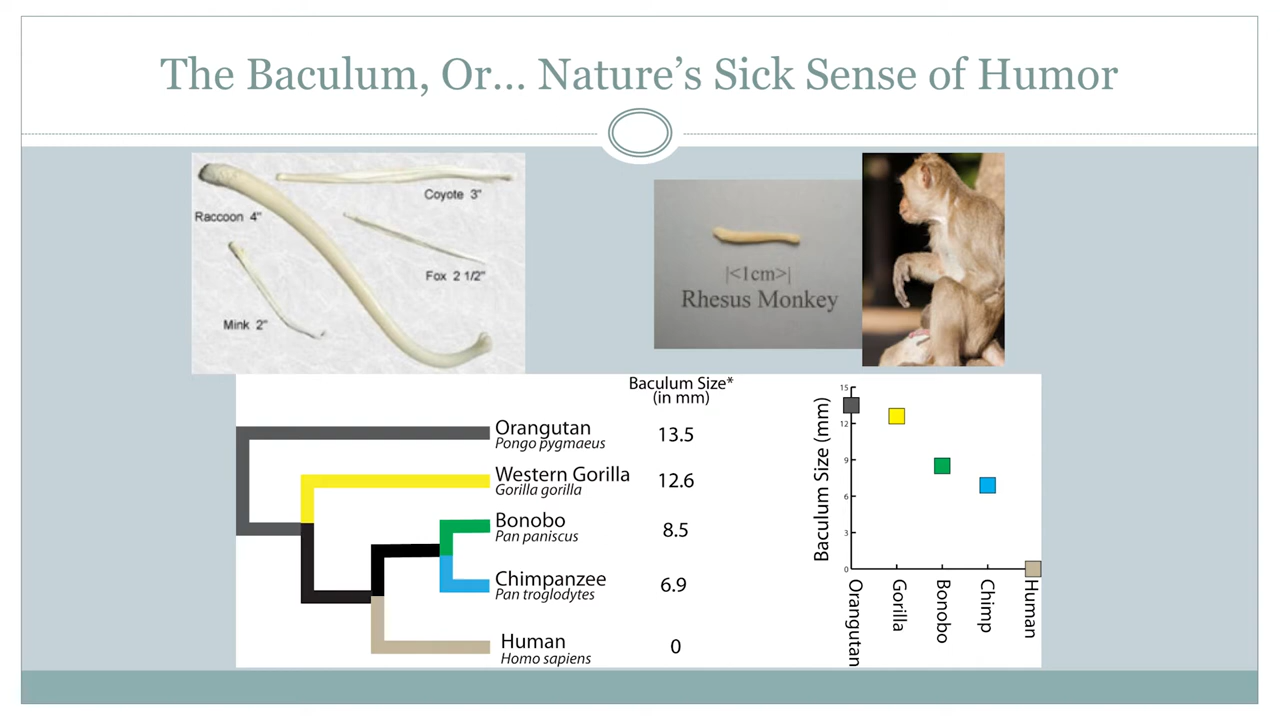 The Baculum, Or... Nature's Sick Sense of Humor
Coyote 3"
Raccoon 4"
Fox 2 1/2"
Mink 2"
|<1cm>|
Rhesus Monkey
Baculum Size*
(in mm)
Orangutan
Pongo pygmaeus
13.5
Western Gorilla
Gorilla gorilla
12.6
Bonobo
Pan paniscus
8.5
Chimpanzee
Pan troglodytes
6.9
Human
Homo sapiens
0
Baculum Size (mm)
15
12
9
6
3
0
Orangutan
Gorilla
Bonobo
Chimp
Human